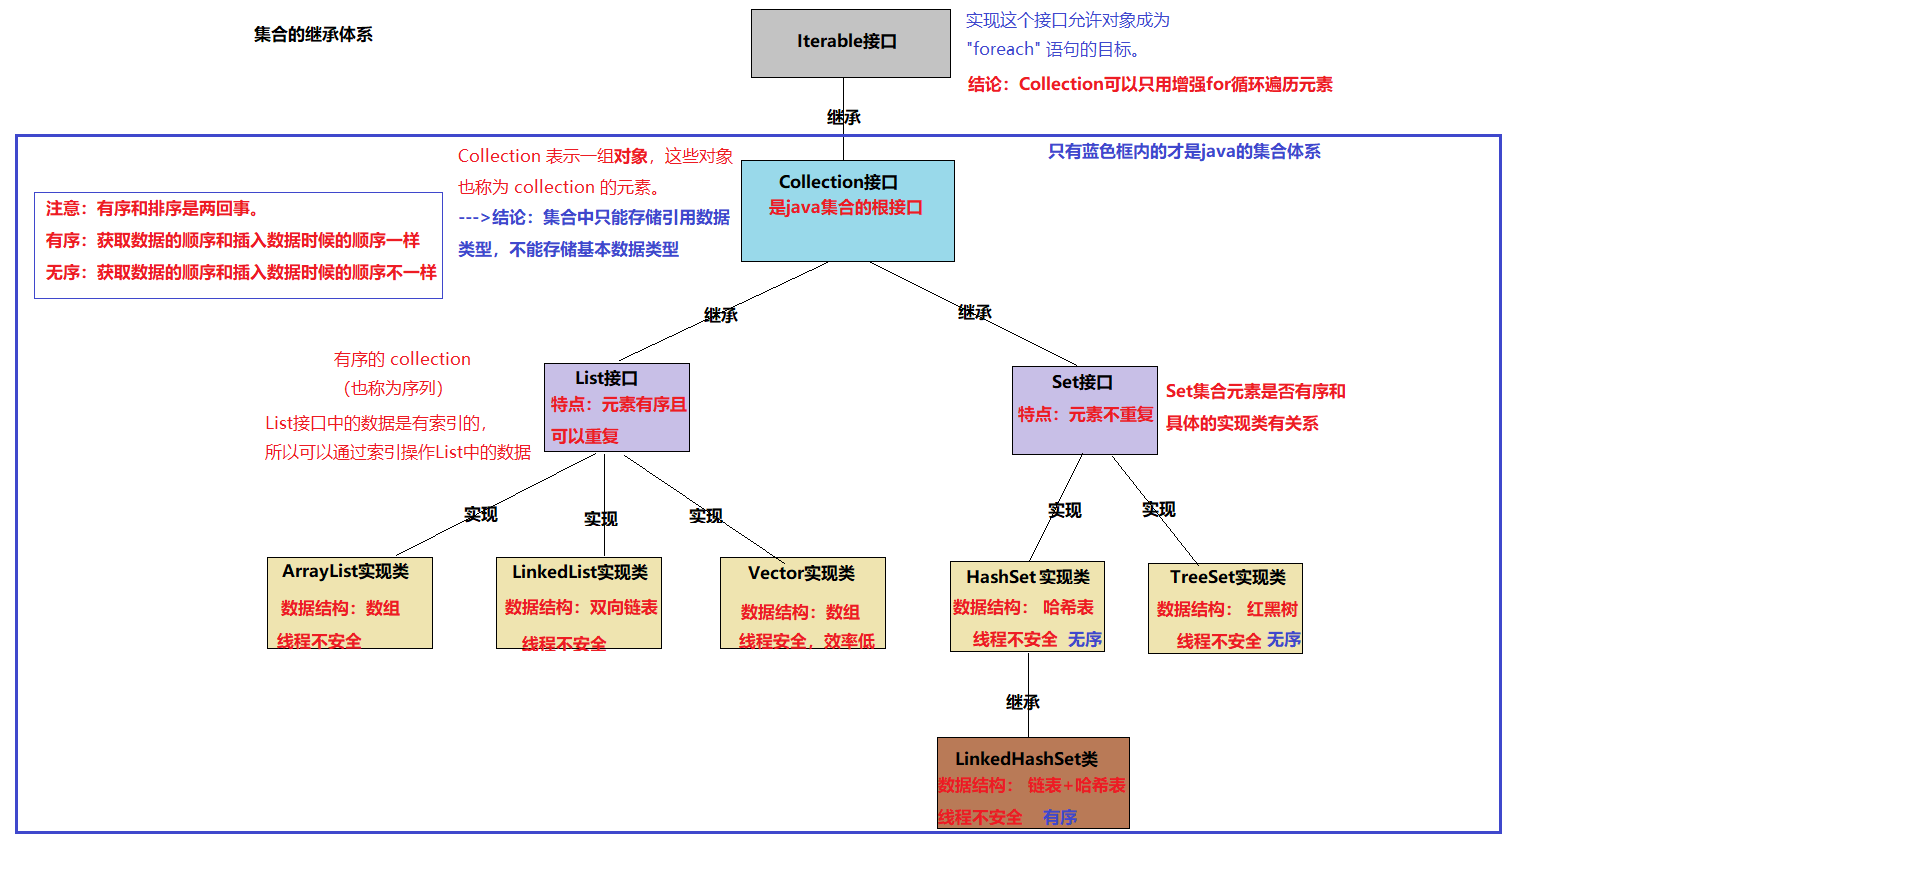 集合的继承体系
Iterable接口
实现这个接口允许对象成为
"foreach" 语句的目标。
结论：Collection可以只用增强for循环遍历元素
继承
只有蓝色框内的才是java的集合体系
Collection 表示一组对象，这些对象
也称为 collection 的元素。
--->结论：集合中只能存储引用数据
类型，不能存储基本数据类型
Collection接口
是java集合的根接口
注意：有序和排序是两回事。
有序：获取数据的顺序和插入数据时候的顺序一样
无序：获取数据的顺序和插入数据时候的顺序不一样
继承
继承
有序的 collection
（也称为序列）
List接口中的数据是有索引的，
所以可以通过索引操作List中的数据
List接口
特点：元素有序且
可以重复
Set接口
特点：元素不重复
Set集合元素是否有序和
具体的实现类有关系
实现
实现
实现
实现
实现
ArrayList实现类
数据结构：数组
线程不安全
LinkedList实现类
数据结构：双向链表
线程不安全
Vector实现类
数据结构：数组
线程安全，效率低
HashSet 实现类
数据结构： 哈希表
线程不安全 无序
TreeSet实现类
数据结构： 红黑树
线程不安全 无序
继承
LinkedHashSet类
数据结构： 链表+哈希表
线程不安全 有序